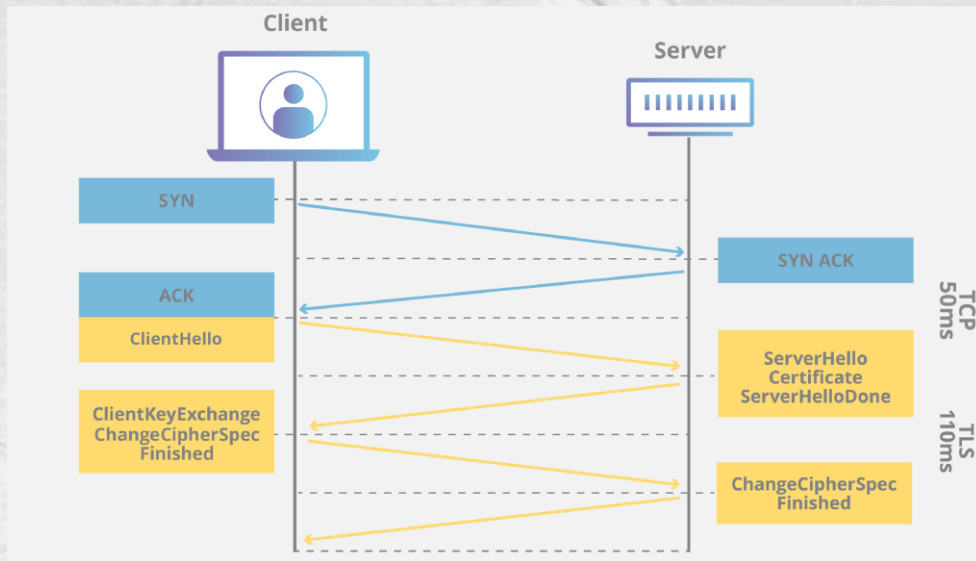 Client
Server
SYN
SYN ACK
ACK
ClientHello
TCP
50ms
ServerHello
Certificate
ServerHelloDone
ClientKeyExchange
ChangeCipherSpec
Finished
TLS
110ms
ChangeCipherSpec
Finished